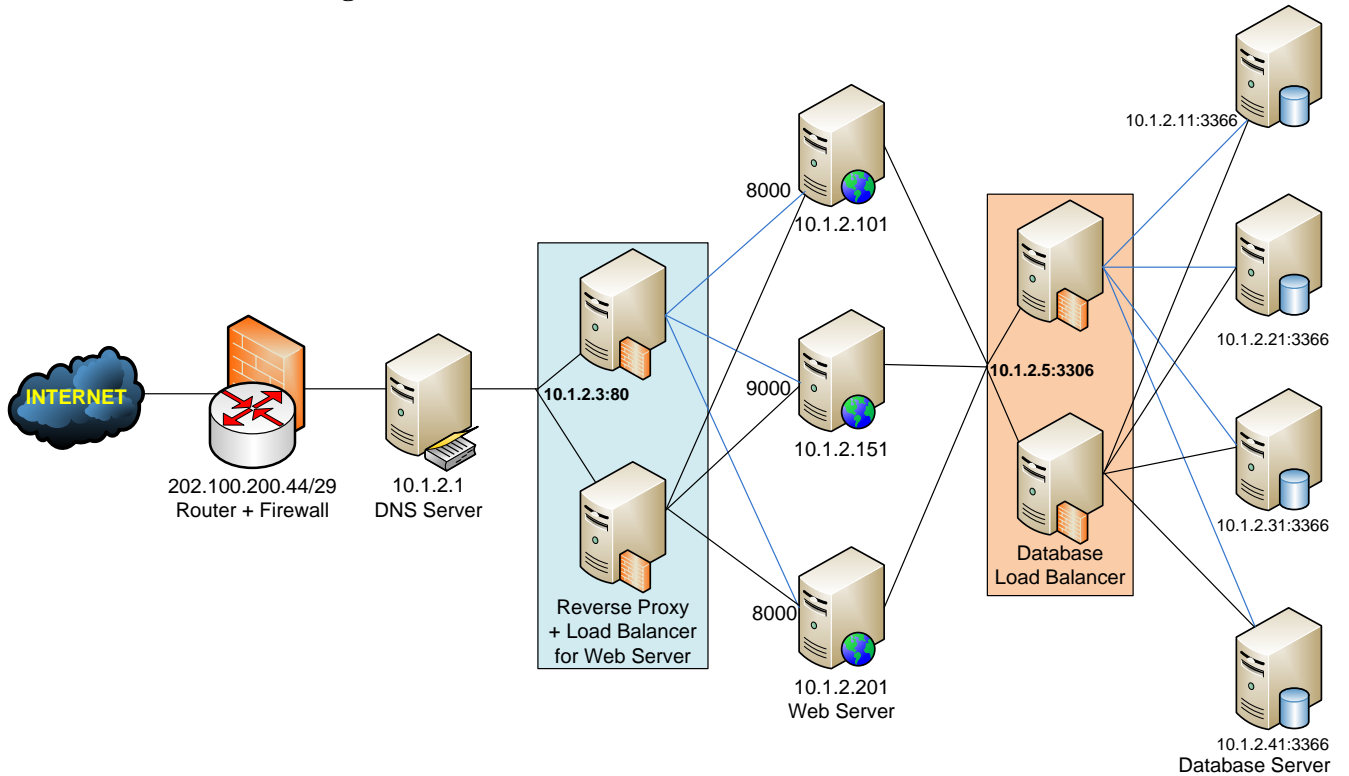 INTERNET
202.100.200.44/29
Router + Firewall
10.1.2.1
DNS Server
10.1.2.3:80
Reverse Proxy
+ Load Balancer
for Web Server
8000
10.1.2.101
9000
10.1.2.151
8000
10.1.2.201
Web Server
10.1.2.5:3306
Database
Load Balancer
10.1.2.11:3366
10.1.2.21:3366
10.1.2.31:3366
10.1.2.41:3366
Database Server